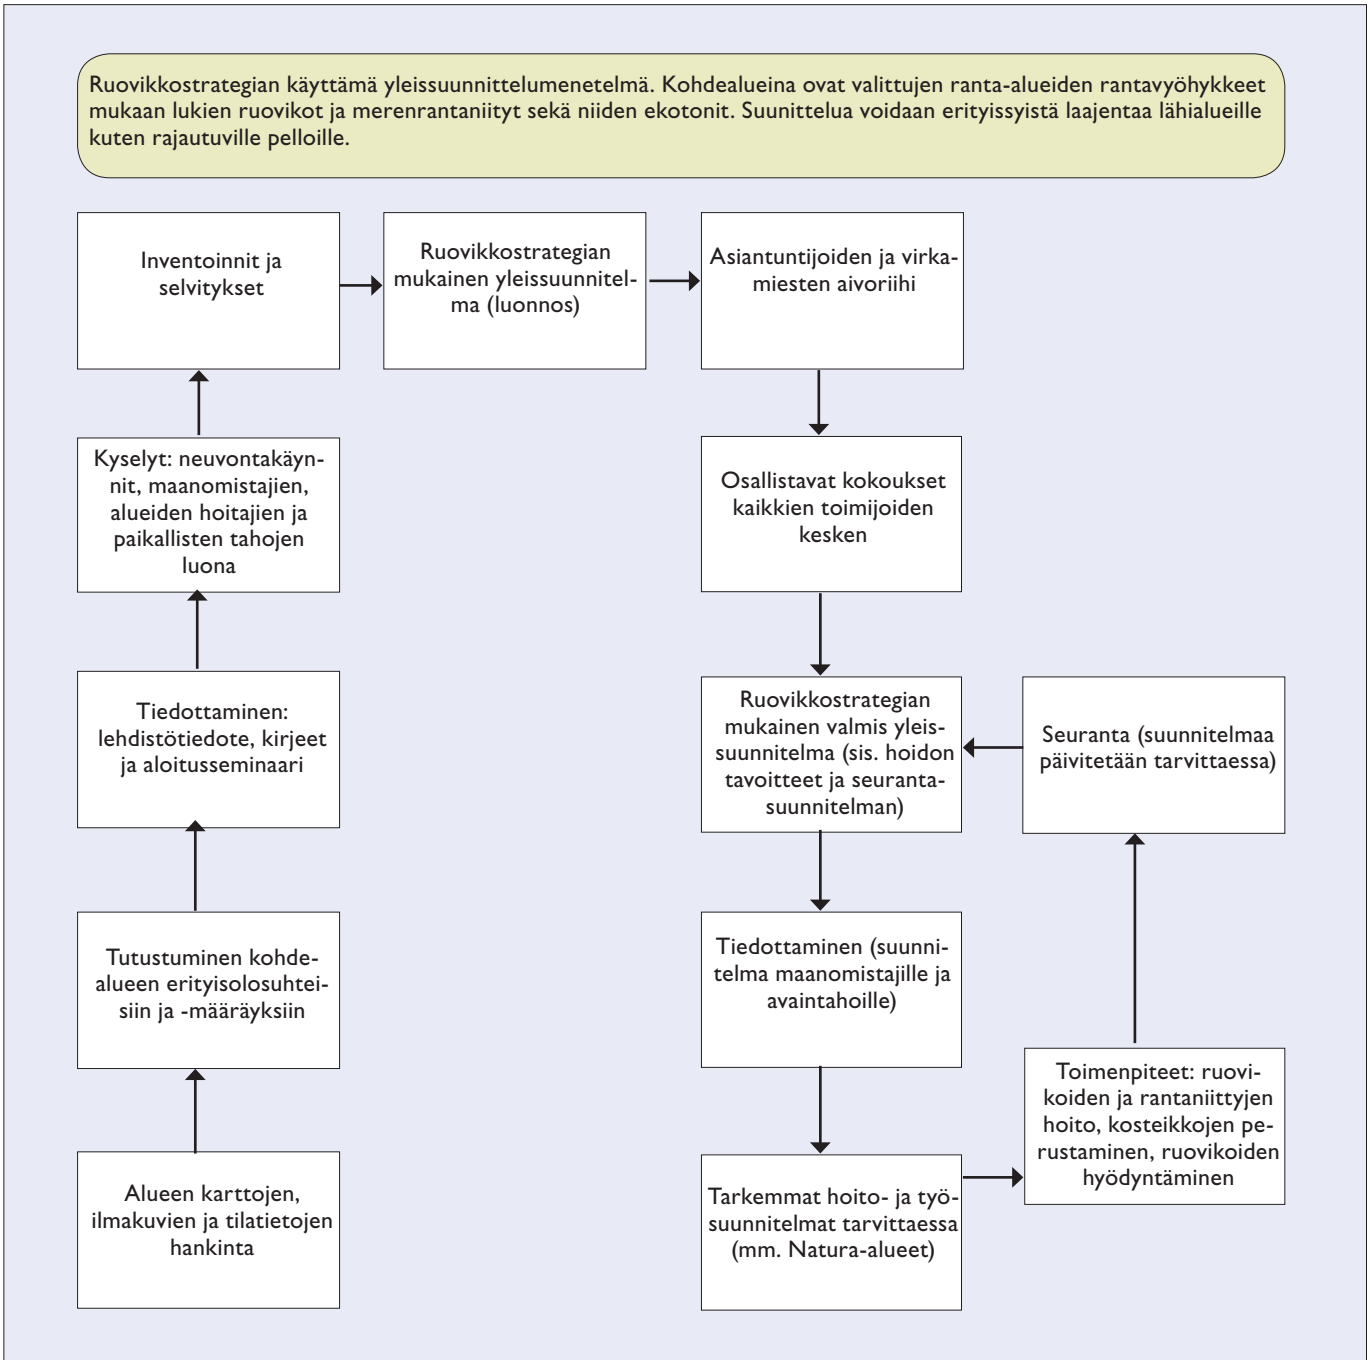 Ruovikkostrategian käyttämä yleissuunnittelumenetelmä. Kohdealueina ovat valittujen ranta-alueiden rantavyöhykkeet
mukaan lukien ruovikot ja merenrantaniityt sekä niiden ekotonit. Suunittelua voidaan erityissyistä laajentaa lähialueille
kuten rajautuville pelloille.
Inventoinnit ja
selvitykset
Ruovikkostrategian
mukainen yleissuunnitel-
ma (luonnos)
Asiantuntijoiden ja virka-
miesten aivoriihi
Kyselyt: neuvontakäyn-
nit, maanomistajien,
alueiden hoitajien ja
paikallisten tahojen
luona
Osallistavat kokoukset
kaikkien toimijoiden
kesken
Tiedottaminen:
lehdistötiedote, kirjeet
ja aloitusseminaari
Ruovikkostrategian
mukainen valmis yleis-
suunnitelma (sis. hoidon
tavoitteet ja seuranta-
suunnitelman)
Seuranta (suunnitelmaa
päivitetään tarvittaessa)
Tutustuminen kohde-
alueen erityisolosuhtei-
siin ja -määräyksiin
Tiedottaminen (suunni-
telma maanomistajille ja
avaintahoille)
Toimenpiteet: ruovi-
koiden ja rantaniittyjen
hoito, kosteikkojen pe-
rustaminen, ruovikoiden
hyödyntäminen
Alueen karttojen,
ilmakuvien ja tilatietojen
hankinta
Tarkemmat hoito- ja työ-
suunnitelmat tarvittaessa
(mm. Natura-alueet)